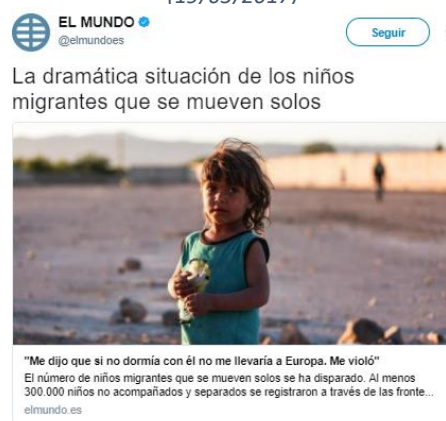 EL MUNDO
@elmundoes
Seguir
La dramática situación de los niños
migrantes que se mueven solos
"Me dijo que si no dormía con él no me llevaría a Europa. Me violó"
El número de niños migrantes que se mueven solos se ha disparado. Al menos
300.000 niños no acompañados y separados se registraron a través de las fronte...
elmundo.es